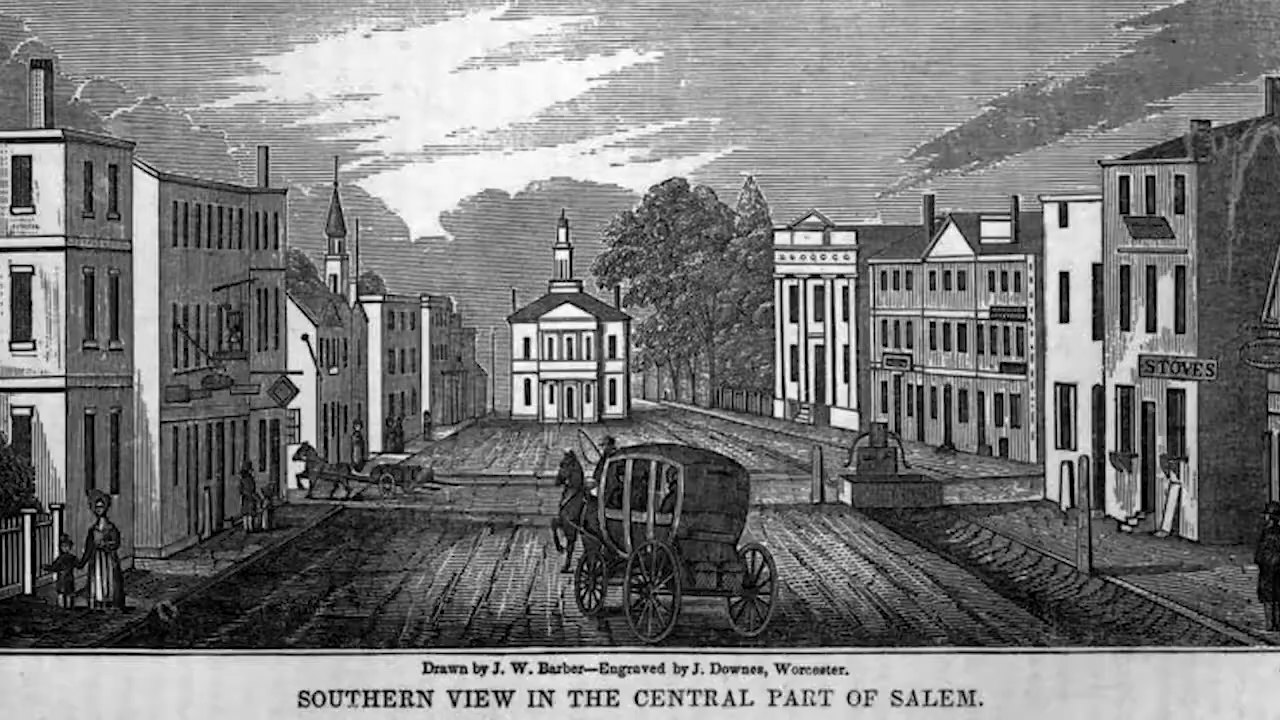 STOVES
Drawn by J. W. Barber—Engraved by J. Downes, Worcester.
SOUTHERN VIEW IN THE CENTRAL PART OF SALEM.